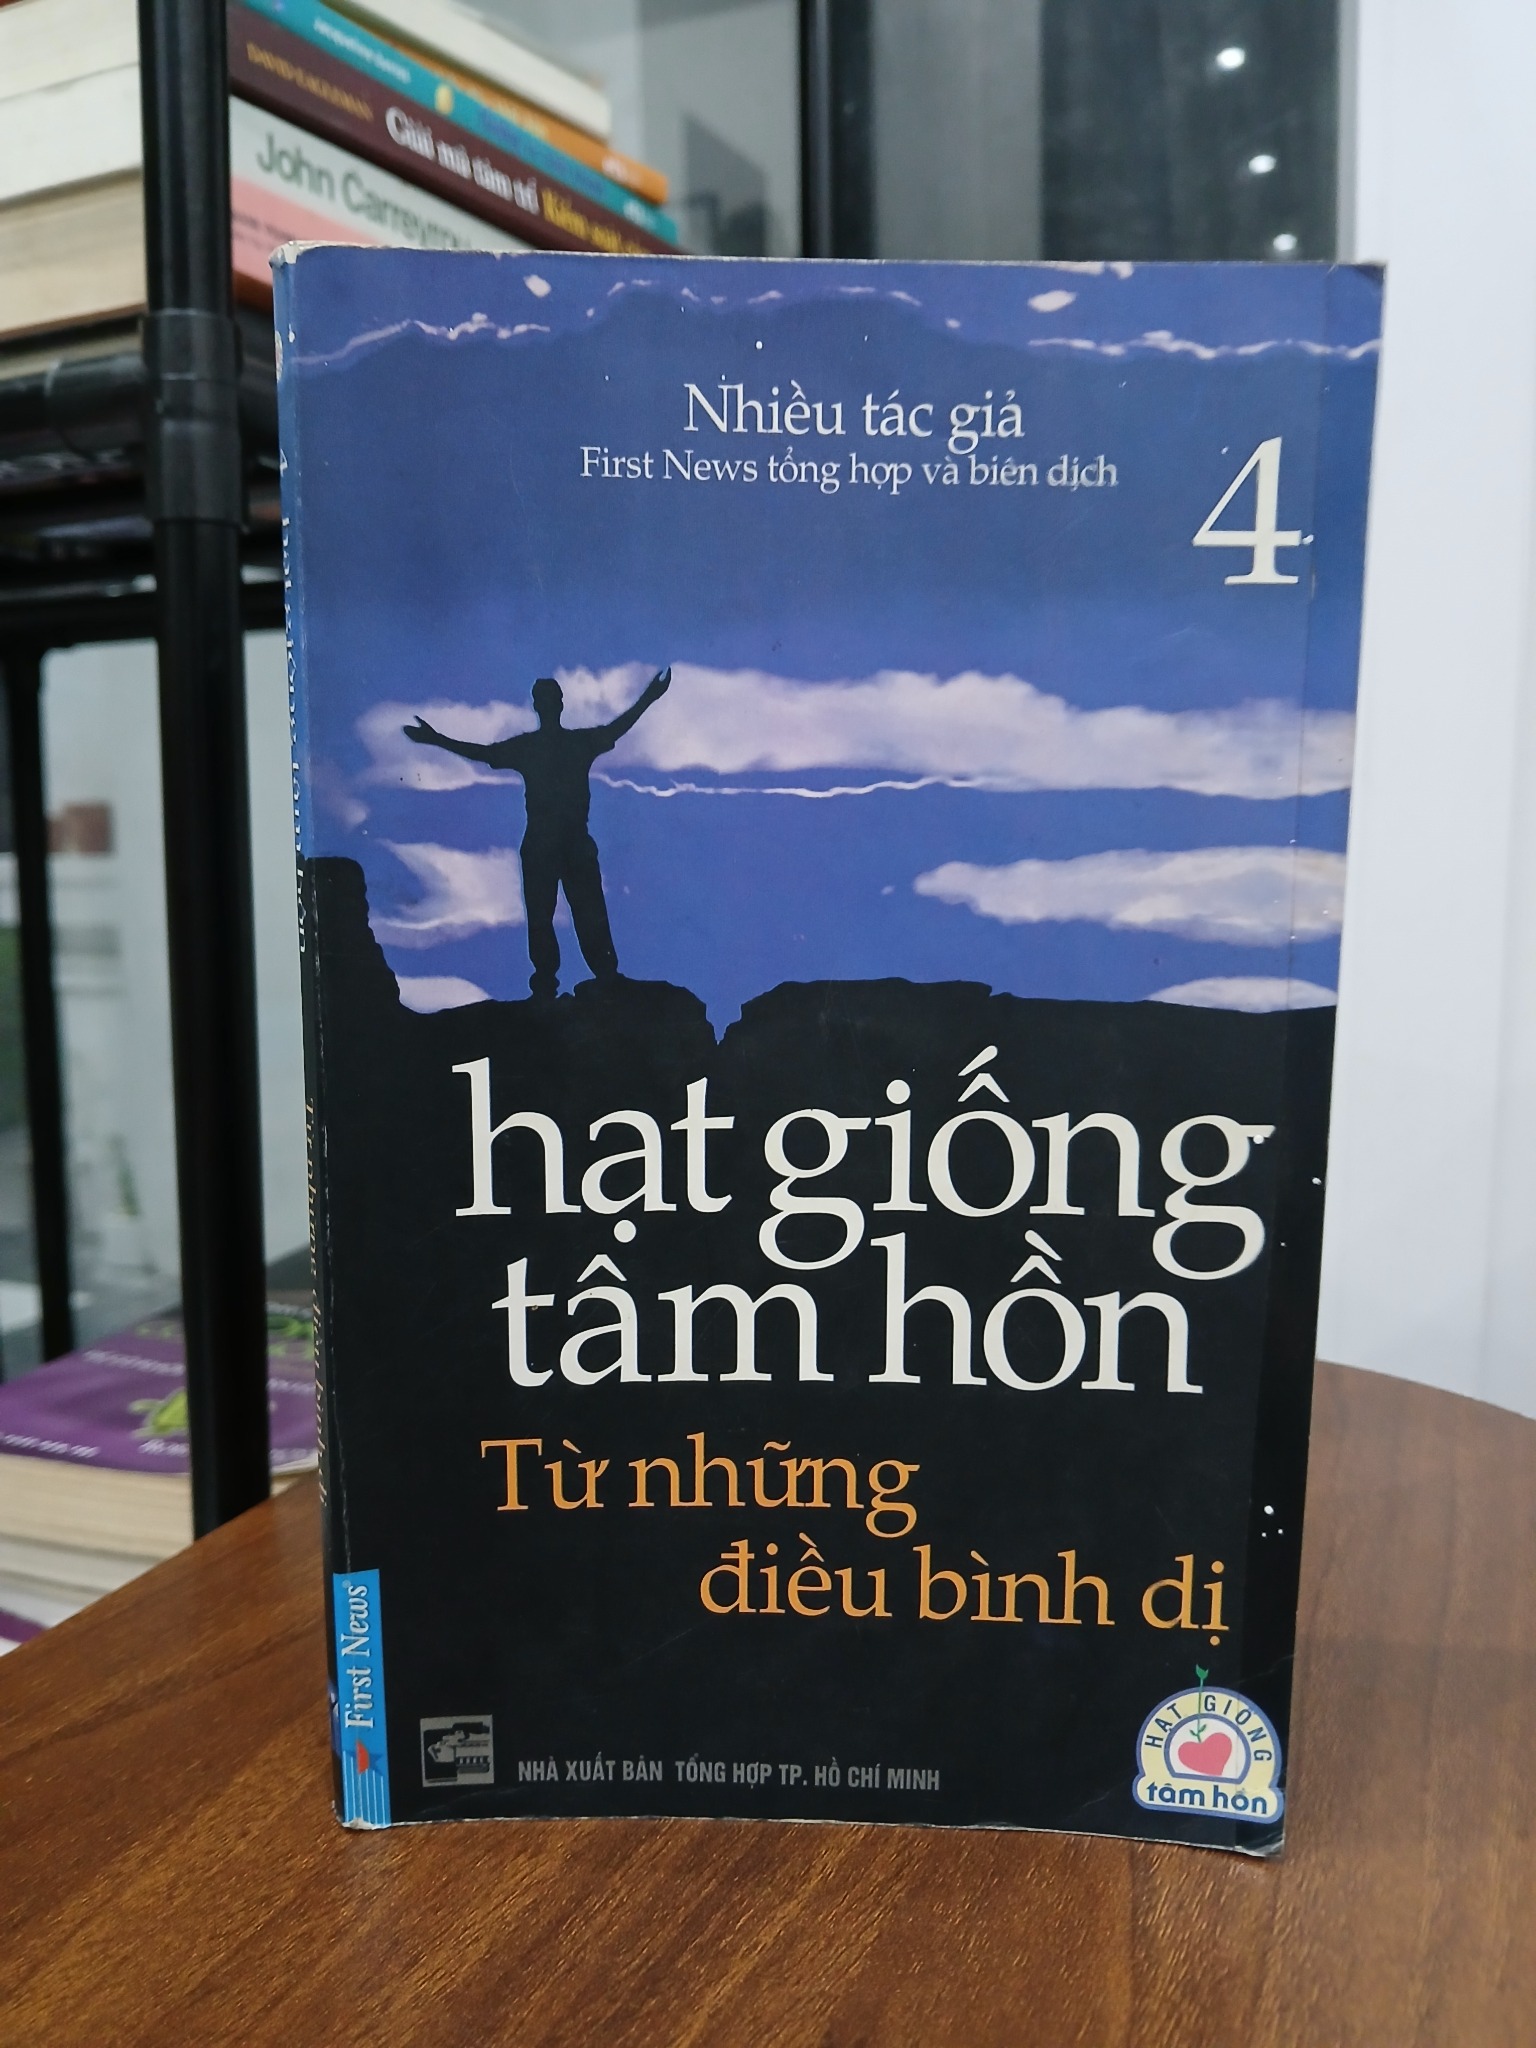 DAVID EAGLEMAN
Giải mã tâm trí
John Carreyrou
Nhiều tác giả
First News tổng hợp và biên dịch
4
hạt giống
tâm hồn
Từ những
điều bình dị
First News
NHÀ XUẤT BẢN TỔNG HỢP TP. HỒ CHÍ MINH
HẠT GIỐNG
tâm hồn